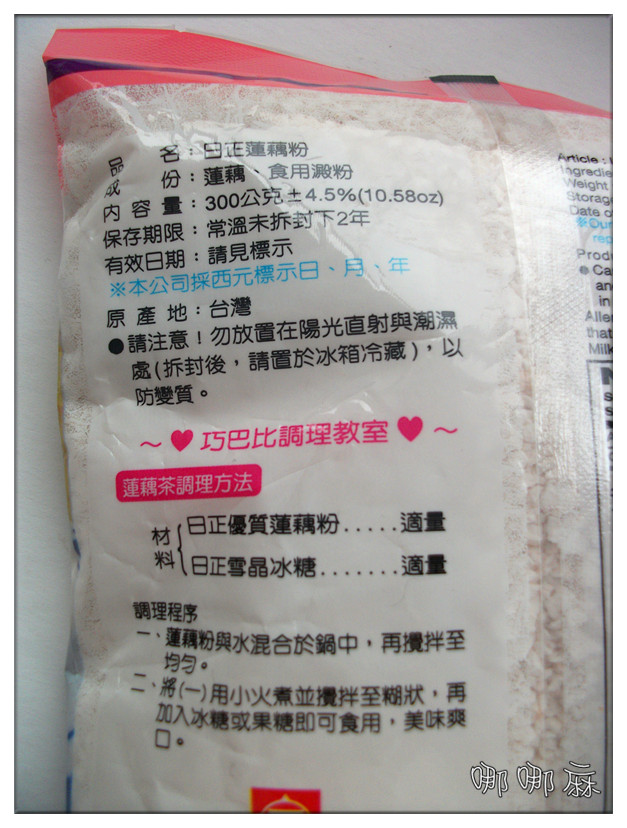 品 名：日正蓮藕粉
成 份：蓮藕、食用澱粉
內容量：300公克±4.5%(10.58oz)
保存期限：常溫未拆封下2年
有效日期：請見標示
※本公司採西元標示日、月、年
原產地：台灣
●請注意！勿放置在陽光直射與潮濕
處(拆封後，請置於冰箱冷藏)，以
防變質。
～♥巧巴比調理教室♥～
蓮藕茶調理方法
材料{日正優質蓮藕粉.....適量
日正雪晶冰糖.......適量
調理程序
一、蓮藕粉與水混合於鍋中，再攪拌至
均勻。
二、將(一)用小火煮並攪拌至糊狀，再
加入冰糖或果糖即可食用，美味爽
口。
Article :
Ingredie
Weight
Storag
Date o
※Our
rep
Prod
● Ca
an
in
Alle
tha
Milk
哪哪麻